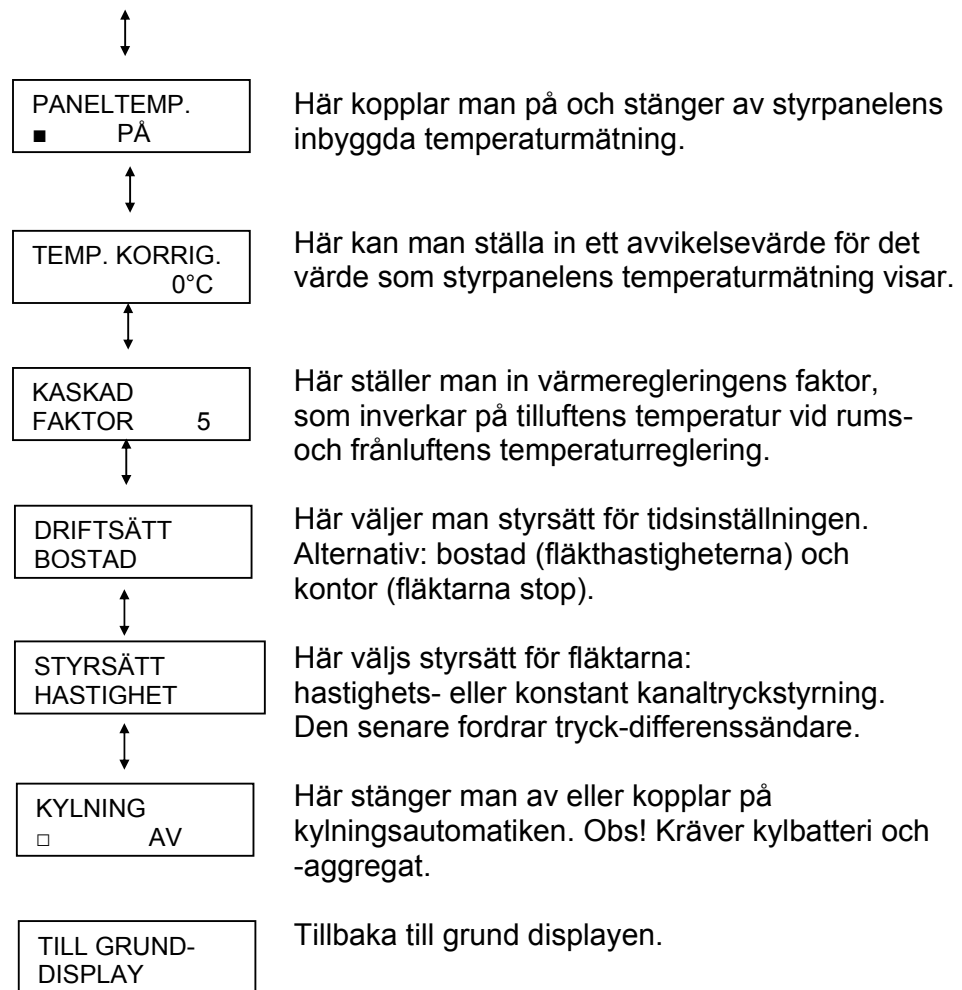 PANELTEMP.
■ PÅ
Här kopplar man på och stänger av styrpanelens
inbyggda temperaturmätning.
TEMP. KORRIG.
0°C
Här kan man ställa in ett avvikelsevärde för det
värde som styrpanelens temperaturmätning visar.
KASKAD
FAKTOR 5
Här ställer man in värmeregleringens faktor,
som inverkar på tilluftens temperatur vid rums-
och frånluftens temperaturreglering.
DRIFTSÄTT
BOSTAD
Här väljer man styrsätt för tidsinställningen.
Alternativ: bostad (fläkthastigheterna) och
kontor (fläktarna stop).
STYRSÄTT
HASTIGHET
Här väljs styrsätt för fläktarna:
hastighets- eller konstant kanaltryckstyrning.
Den senare fordrar tryck-differenssändare.
KYLNING
□ AV
Här stänger man av eller kopplar på
kylningsautomatiken. Obs! Kräver kylbatteri och
-aggregat.
TILL GRUND-
DISPLAY
Tillbaka till grund displayen.